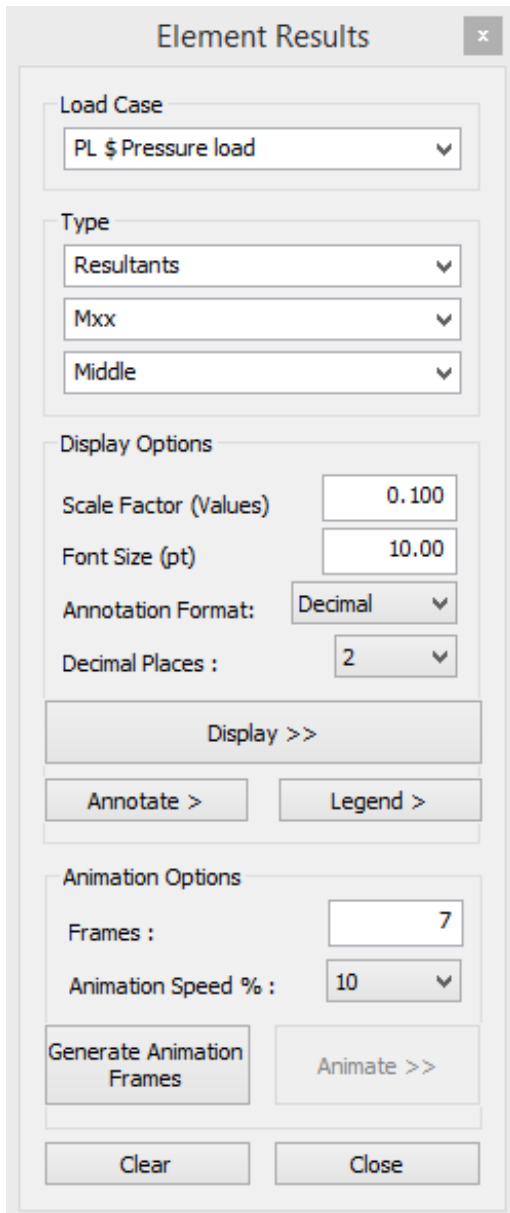 Element Results
x
Load Case
PL $ Pressure load
Type
Resultants
Mxx
Middle
Display Options
Scale Factor (Values) 0.100
Font Size (pt) 10.00
Annotation Format: Decimal
Decimal Places : 2
Display >>
Annotate > Legend >
Animation Options
Frames : 7
Animation Speed % : 10
Generate Animation
Frames
Animate >>
Clear Close